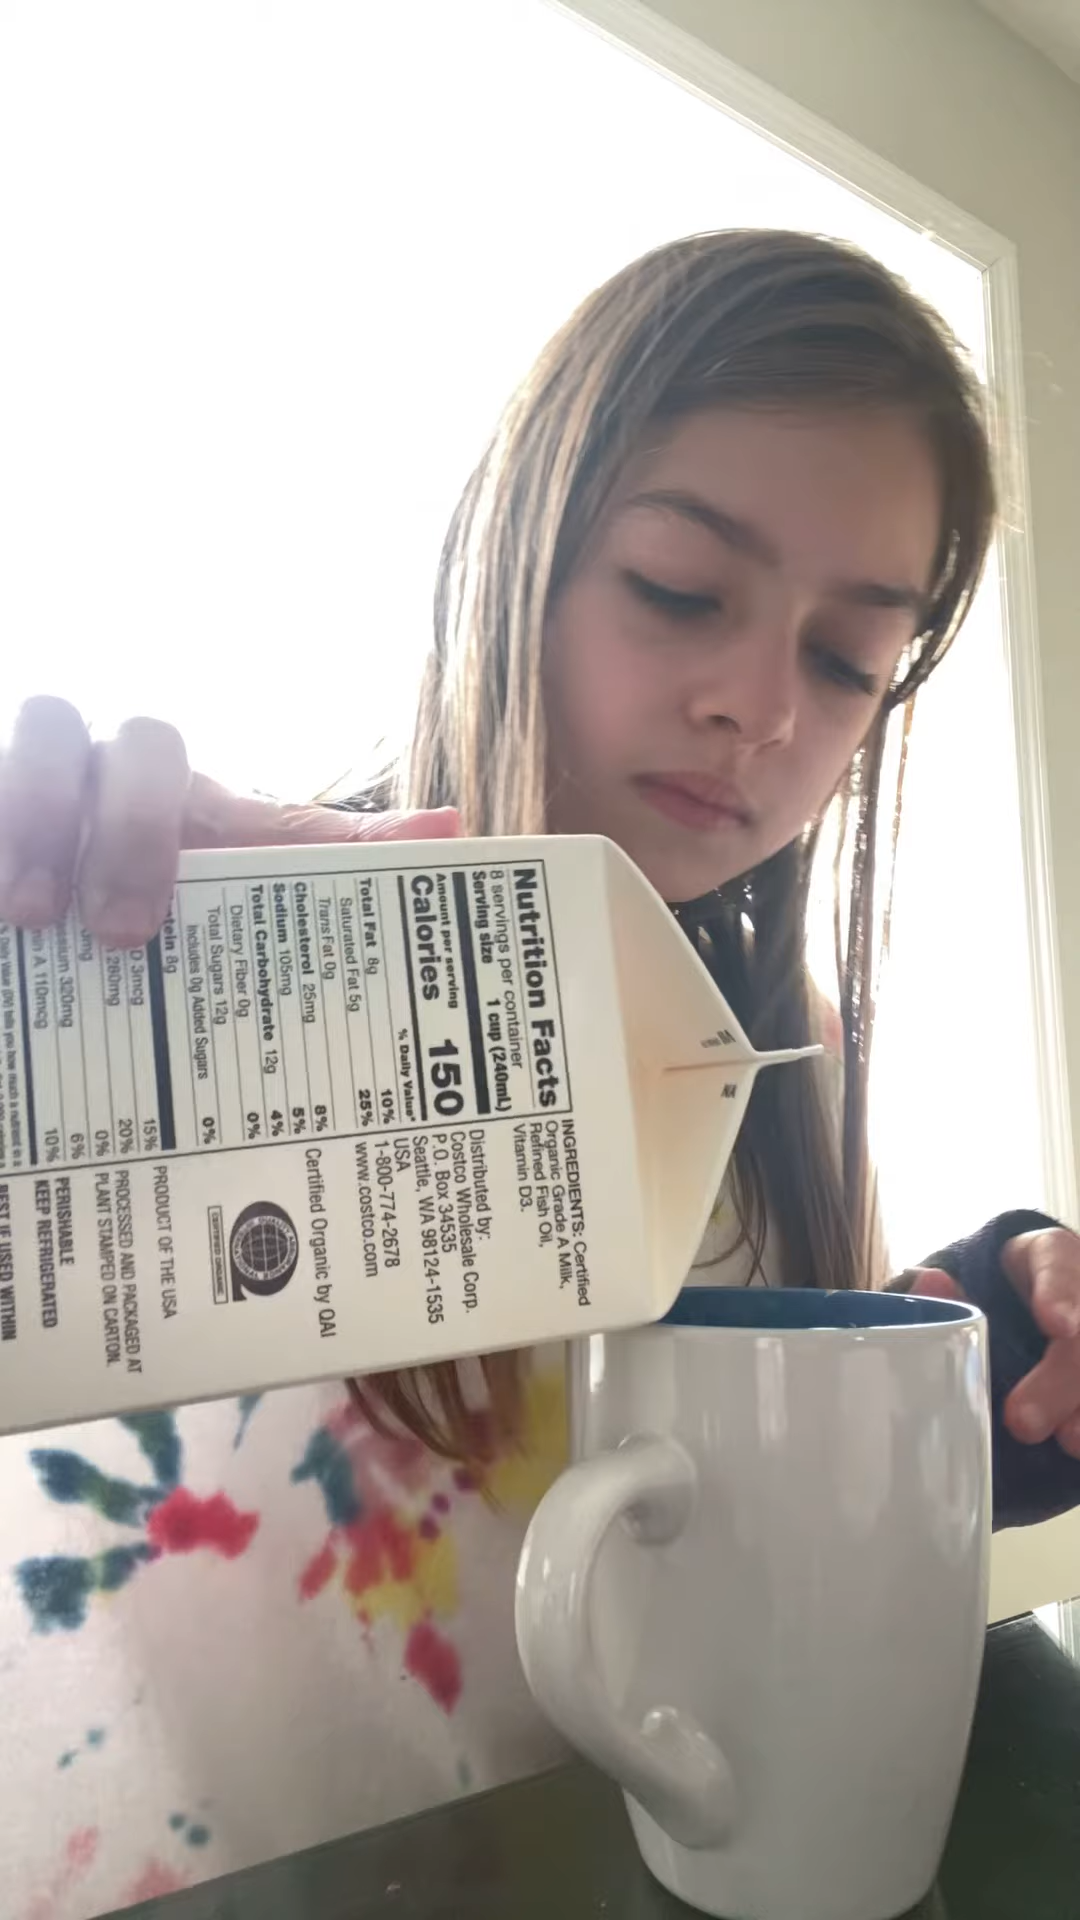 Nutrition Facts
8 servings per container
Serving size 1 cup (240mL)
Amount per serving
Calories 150
% Daily Value*
Total Fat 8g 10%
Saturated Fat 5g 25%
Trans Fat 0g
Cholesterol 25mg 8%
Sodium 105mg 5%
Total Carbohydrate 12g 4%
Dietary Fiber 0g 0%
Total Sugars 12g
Includes 0g Added Sugars 0%
8g
D 3mcg 15%
280mg 20%
0%
320mg 6%
A 110mcg 10%
INGREDIENTS: Certified
Organic Grade A Milk,
Refined Fish Oil,
Vitamin D3.
Distributed by:
Costco Wholesale Corp.
P.O. Box 34535
Seattle, WA 98124-1535
USA
1-800-774-2678
www.costco.com
Certified Organic by QAI
CERTIFIED ORGANIC
PRODUCT OF THE USA
PROCESSED AND PACKAGED AT
PLANT STAMPED ON CARTON.
PERISHABLE
KEEP REFRIGERATED
BEST IF USED WITHIN